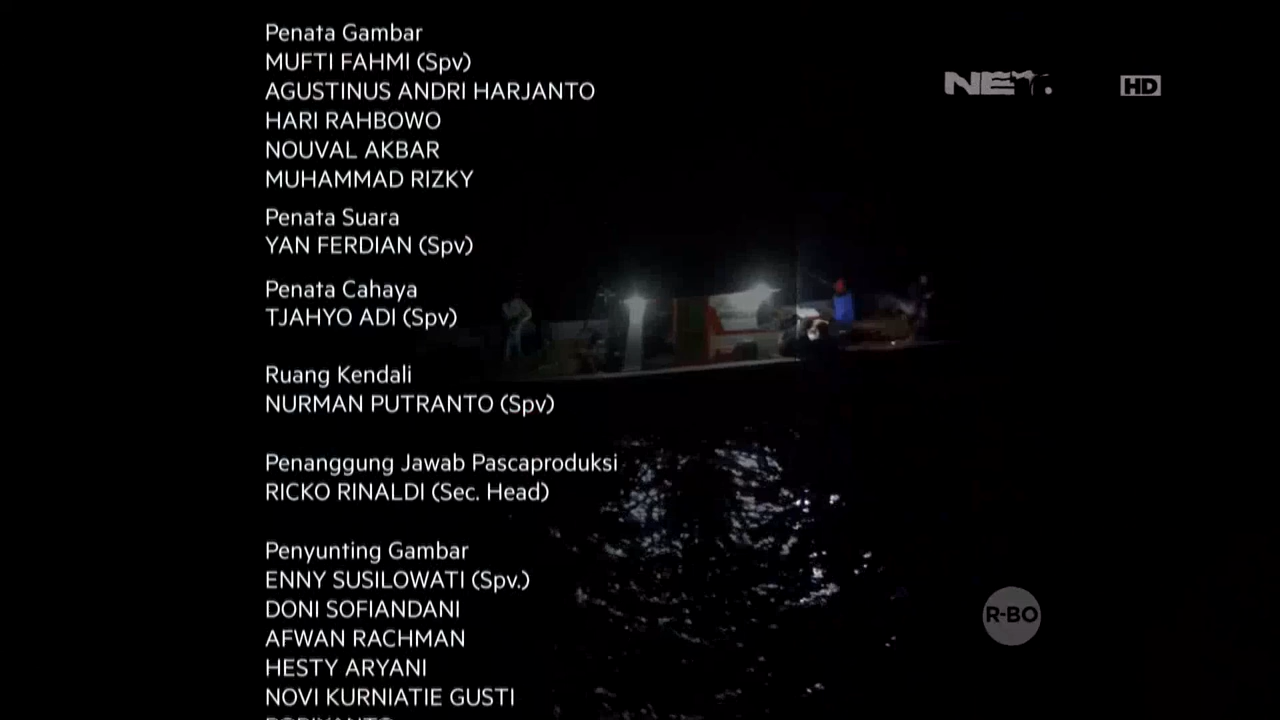 Penata Gambar
MUFTI FAHMI (Spv)
AGUSTINUS ANDRI HARJANTO
HARI RAHBOWO
NOUVAL AKBAR
MUHAMMAD RIZKY
Penata Suara
YAN FERDIAN (Spv)
Penata Cahaya
TJAHYO ADI (Spv)
Ruang Kendali
NURMAN PUTRANTO (Spv)
Penanggung Jawab Pascaproduksi
RICKO RINALDI (Sec. Head)
Penyunting Gambar
ENNY SUSILOWATI (Spv.)
DONI SOFIANDANI
AFWAN RACHMAN
HESTY ARYANI
NOVI KURNIATIE GUSTI
NET.
HD
R-BO